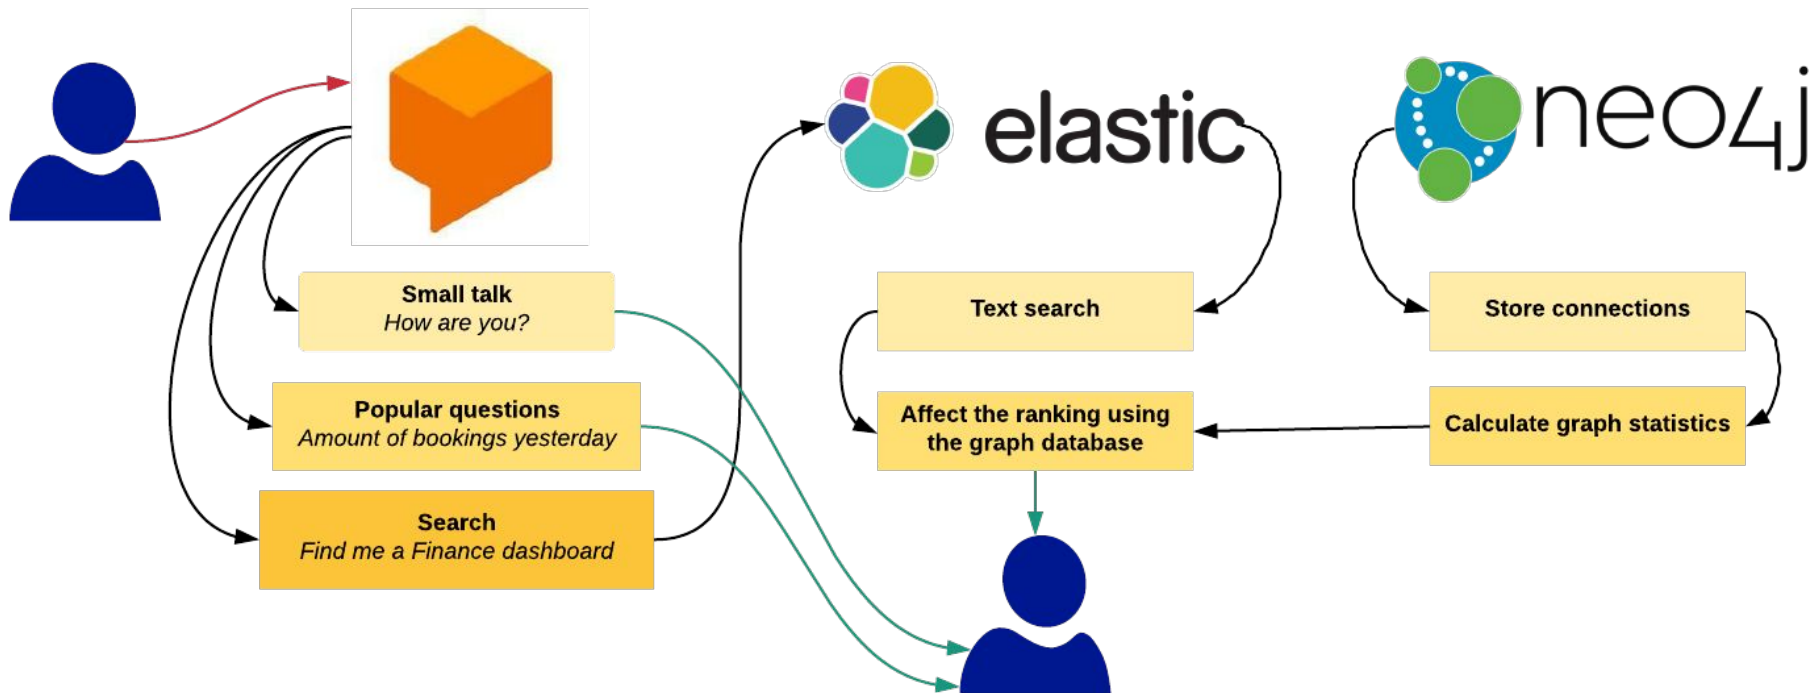 elastic
neo4j
Small talk
How are you?
Text search
Store connections
Popular questions
Amount of bookings yesterday
Affect the ranking using
the graph database
Calculate graph statistics
Search
Find me a Finance dashboard